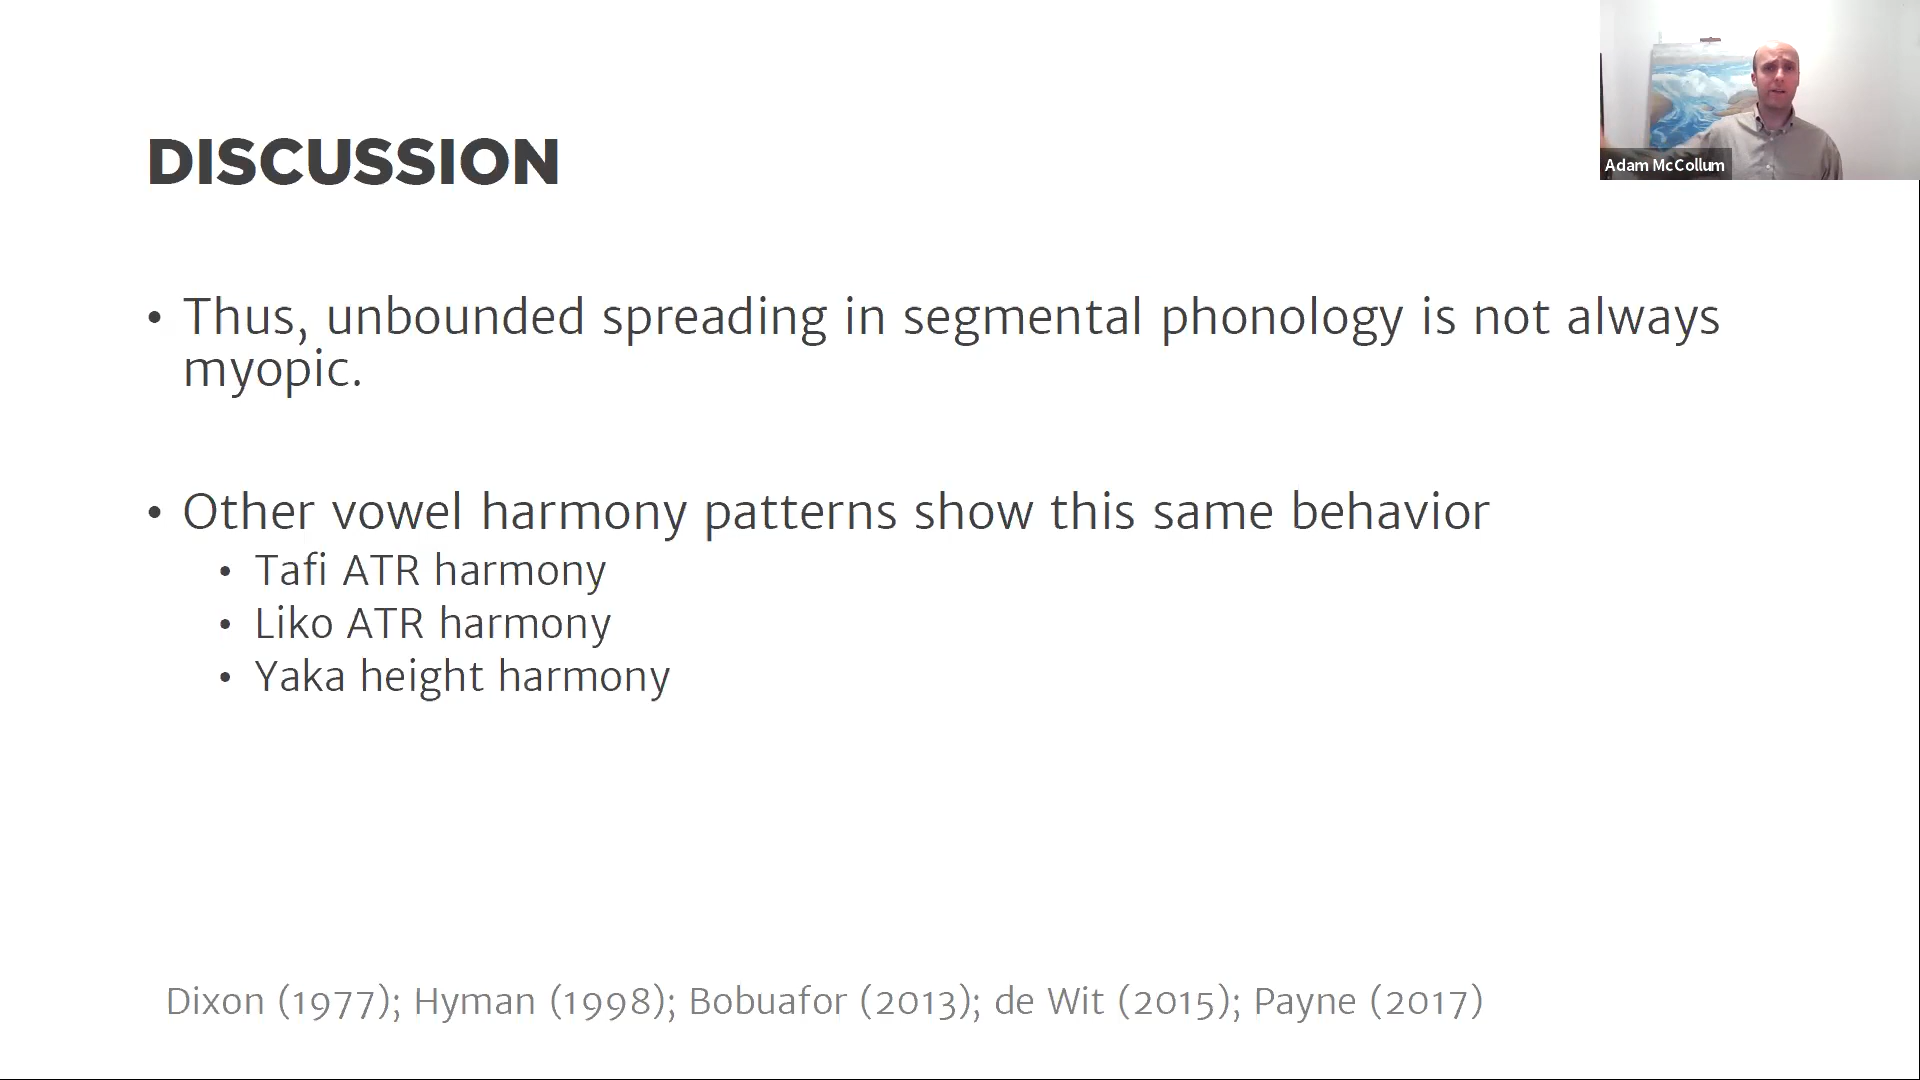 Adam McCollum
DISCUSSION
• Thus, unbounded spreading in segmental phonology is not always
myopic.
• Other vowel harmony patterns show this same behavior
• Tafi ATR harmony
• Liko ATR harmony
• Yaka height harmony
Dixon (1977); Hyman (1998); Bobuafor (2013); de Wit (2015); Payne (2017)